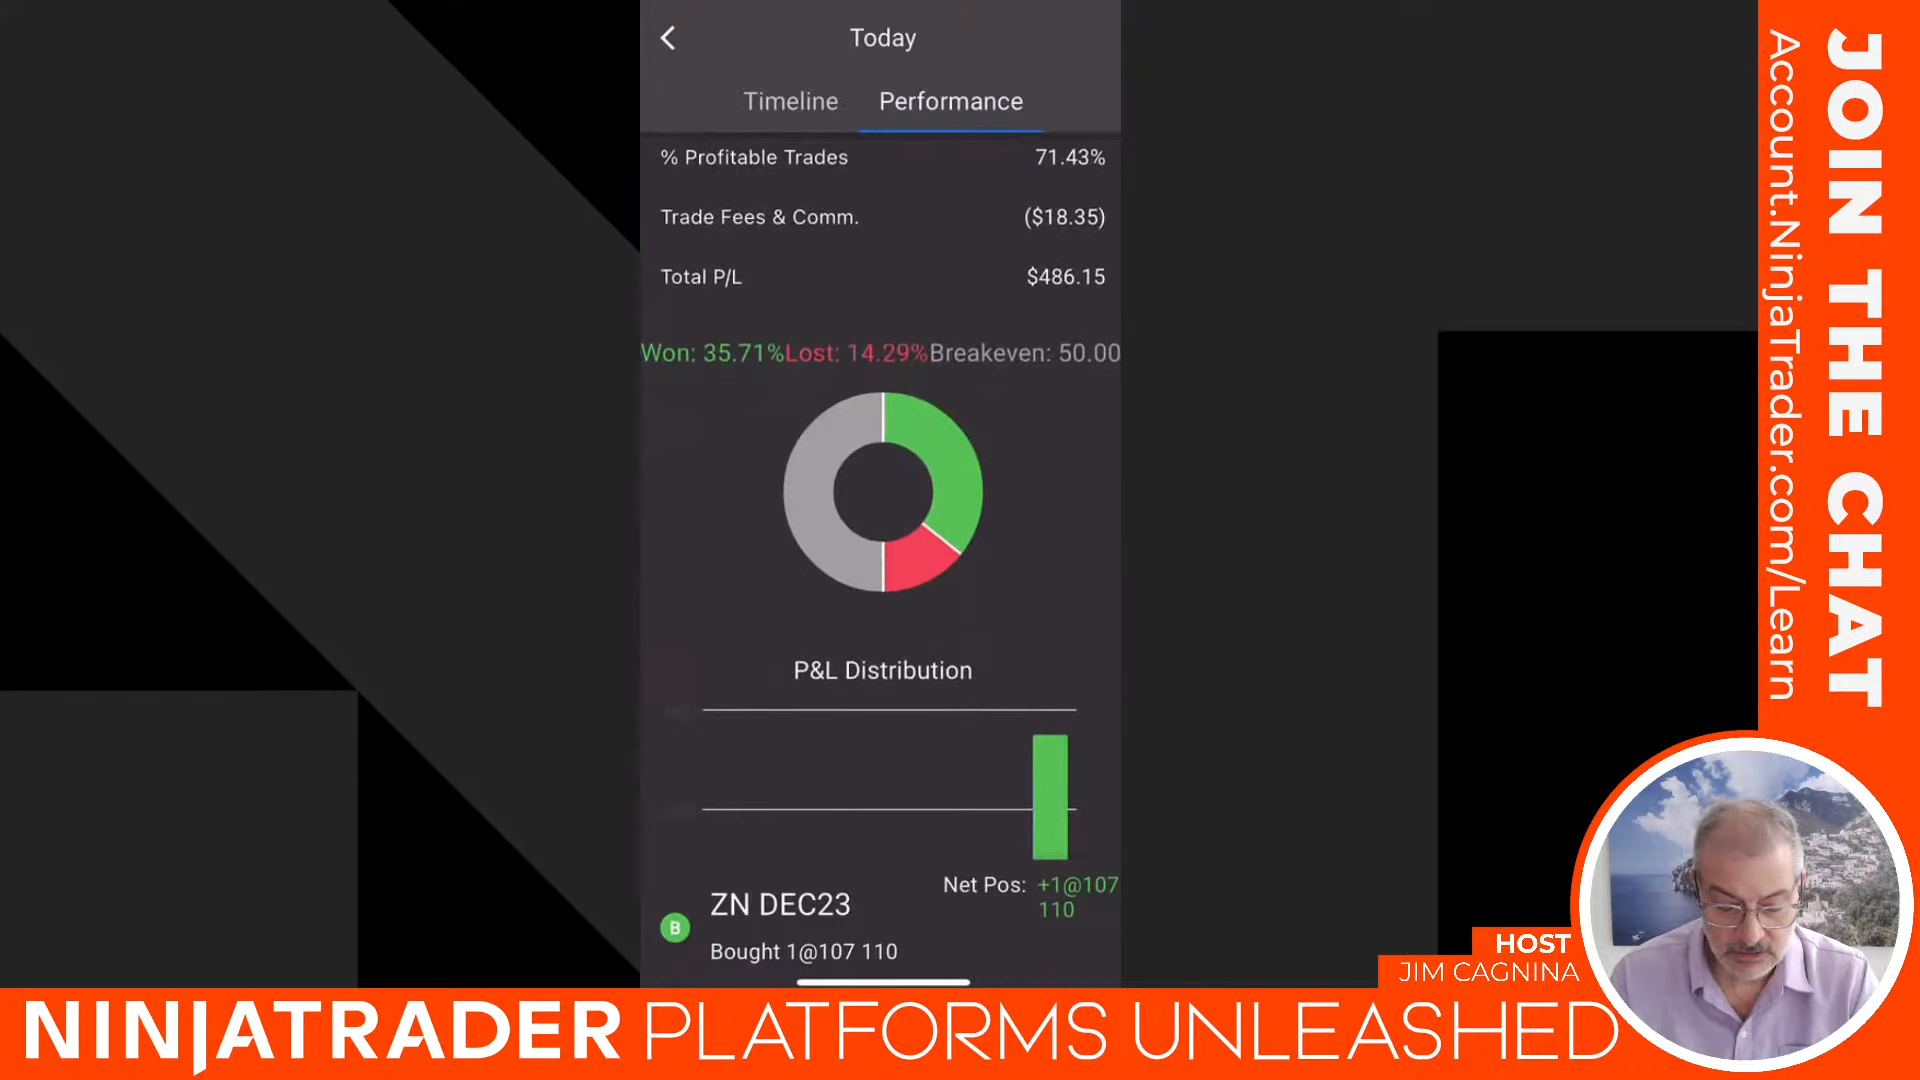 Today
Timeline Performance
% Profitable Trades 71.43%
Trade Fees & Comm. ($18.35)
Total P/L $486.15
Won: 35.71%Lost: 14.29%Breakeven: 50.00
P&L Distribution
Net Pos: +1@107
110
ZN DEC23
B
Bought 1@107 110
JOIN THE CHAT
Account.NinjaTrader.com/Learn
HOST
JIM CAGNINA
NINJATRADER PLATFORMS UNLEASHED